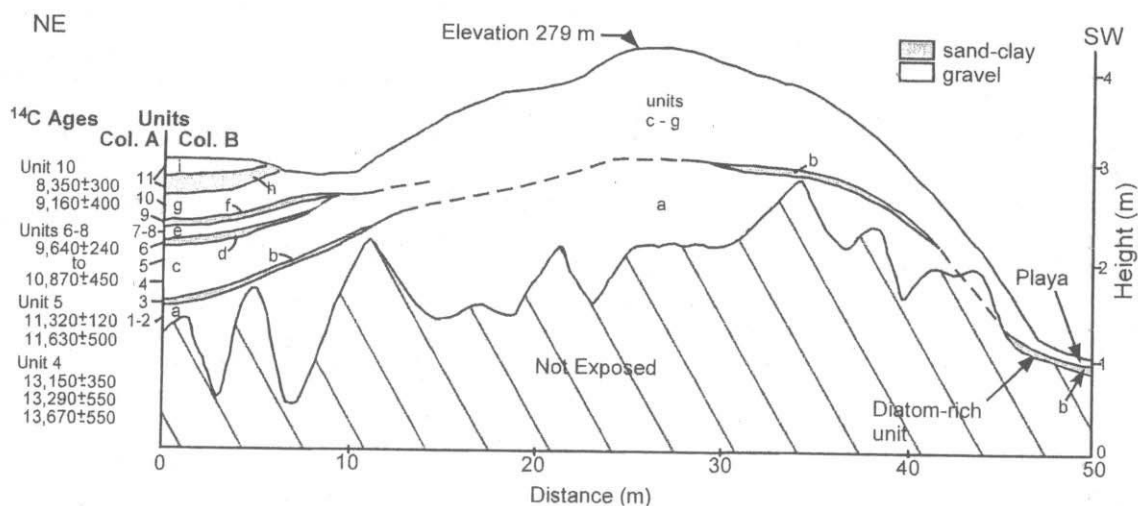 NE
Elevation 279 m
SW
sand-clay
gravel
¹⁴C Ages Units
Col. A Col. B
Unit 10
8,350±300
9,160±400
Units 6-8
9,640±240
to
10,870±450
Unit 5
11,320±120
11,630±500
Unit 4
13,150±350
13,290±550
13,670±550
11
10
9
7-8
6
5
4
3
1-2
i
h
g
f
e
d
c
b
a
units
c - g
b
a
Not Exposed
Playa
Diatom-rich
unit
b
4
3
2
1
0
Height (m)
0 10 20 30 40 50
Distance (m)